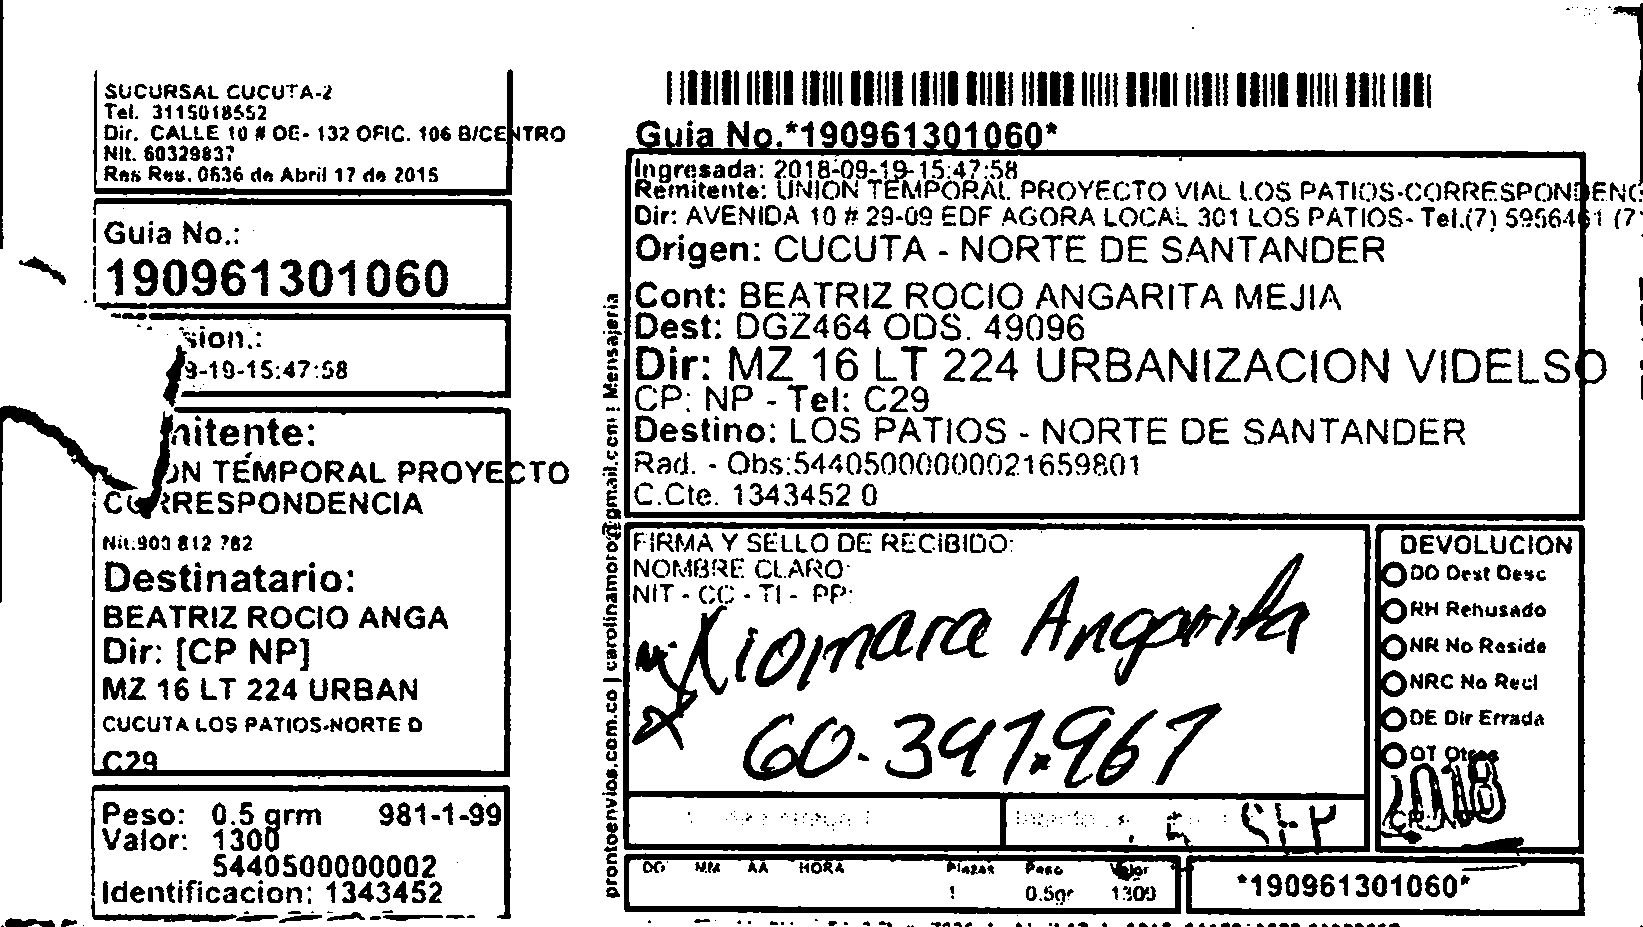 SUCURSAL CUCUTA-2
Tel. 3115018552
Dir. CALLE 10 # OE- 132 OFIC. 106 B/CENTRO
Nit. 60329837
Res Res. 0636 de Abril 17 de 2015
Guia No.:
190961301060
sion.:
9-19-15:47:58
nitente:
ON TEMPORAL PROYECTO
CORRESPONDENCIA
Nit:900 812 782
Destinatario:
BEATRIZ ROCIO ANGA
Dir: [CP NP]
MZ 16 LT 224 URBAN
CUCUTA LOS PATIOS-NORTE D
C29
Peso: 0.5 grm 981-1-99
Valor: 1300
5440500000002
Identificacion: 1343452
prontoenvios.com.co | carolinamoro@gmail.com | Mensajeria
Guia No.*190961301060*
Ingresada: 2018-09-19-15:47:58
Remitente: UNION TEMPORAL PROYECTO VIAL LOS PATIOS-CORRESPONDENC
Dir: AVENIDA 10 # 29-09 EDF AGORA LOCAL 301 LOS PATIOS- Tel.(7) 5956461 (7)
Origen: CUCUTA - NORTE DE SANTANDER
Cont: BEATRIZ ROCIO ANGARITA MEJIA
Dest: DGZ464 ODS. 49096
Dir: MZ 16 LT 224 URBANIZACION VIDELSO
CP: NP - Tel: C29
Destino: LOS PATIOS - NORTE DE SANTANDER
Rad. - Obs:544050000000021659801
C.Cte. 1343452 0
FIRMA Y SELLO DE RECIBIDO:
NOMBRE CLARO:
NIT - CC - TI - PP:
Xiomara Angarita
60.397.967
DEVOLUCION
DO Dest Desc
RH Rehusado
NR No Reside
NRC No Recl
DE Dir Errada
OT Otros
2018
SEP
DG MM AA HORA Piezas Peso Valor
1 0.5gr 1300
*190961301060*